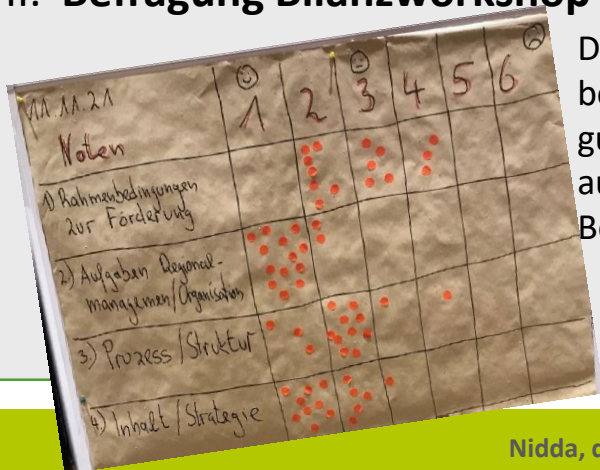 Befragung Bilanzworkshop
11.11.21
1 2 3 4 5 6
Noten
1) Rahmenbedingungen
zur Förderung
2) Aufgaben Regional-
managemen/Organisation
3.) Prozess/Struktur
4) Inhalt/Strategie
Nidda,